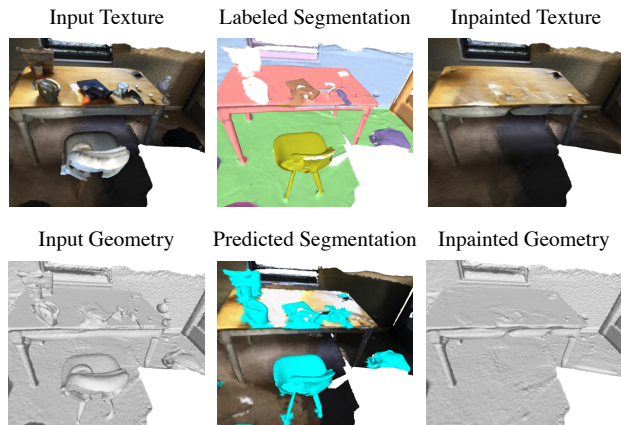 Input Texture
Labeled Segmentation
Inpainted Texture
Input Geometry
Predicted Segmentation
Inpainted Geometry